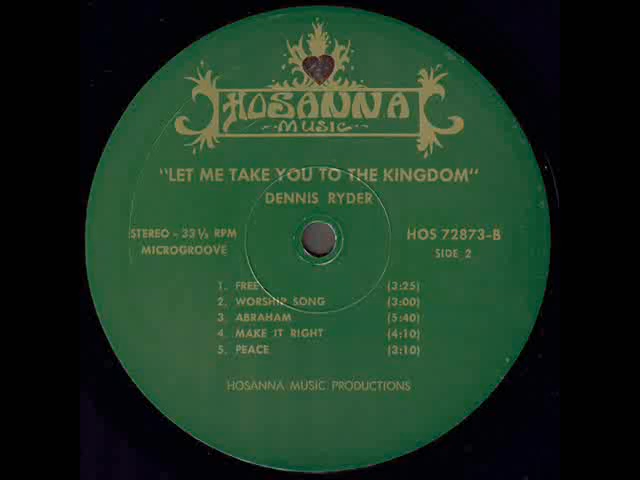 HOSANNA
MUSIC
"LET ME TAKE YOU TO THE KINGDOM"
DENNIS RYDER
STEREO - 33⅓ RPM
MICROGROOVE
HOS 72873-B
SIDE 2
1. FREE (3:25)
2. WORSHIP SONG (3:00)
3. ABRAHAM (5:40)
4. MAKE IT RIGHT (4:10)
5. PEACE (3:10)
HOSANNA MUSIC PRODUCTIONS